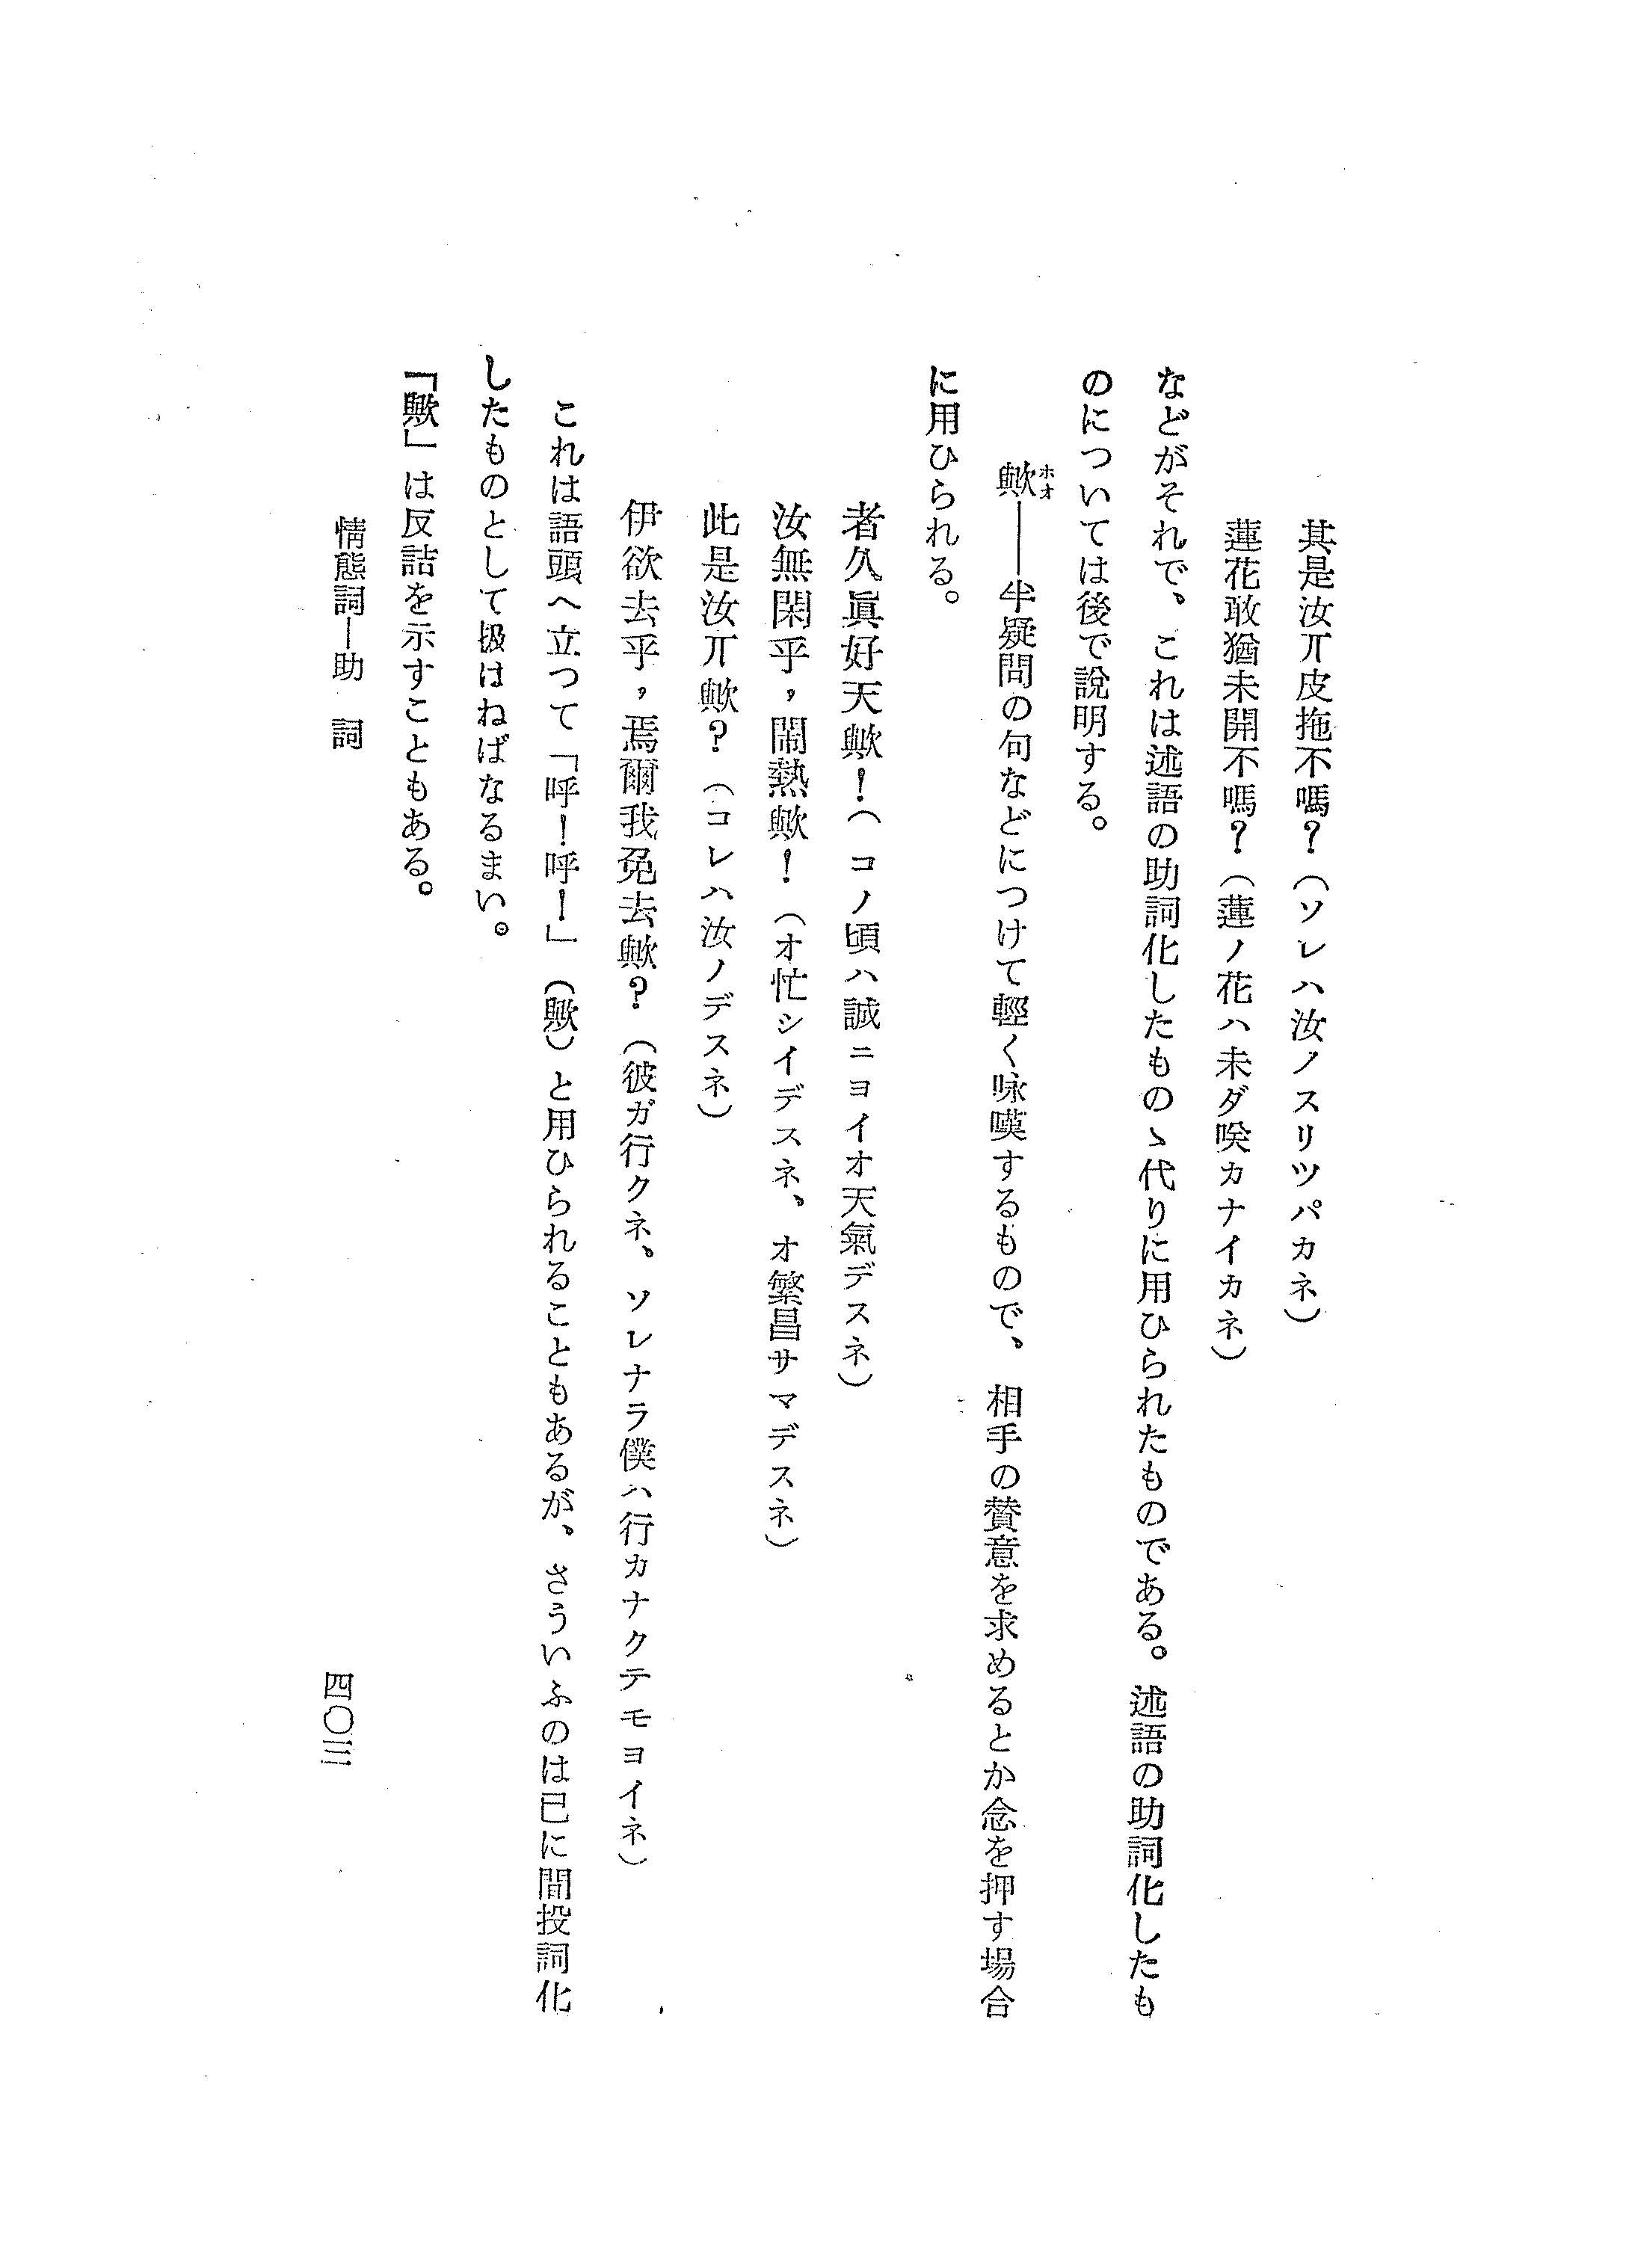 其是汝丌皮拖不嗎？（ソレハ汝ノスリツパカネ）
蓮花敢猶未開不嗎？（蓮ノ花ハ未ダ咲カナイカネ）
などがそれで、これは述語の助詞化したものゝ代りに用ひられたものである。述語の助詞化したも
のについては後で說明する。
歟ホオ――半疑問の句などにつけて輕く咏嘆するもので、相手の賛意を求めるとか念を押す場合
に用ひられる。
者久眞好天歟！（コノ頃ハ誠ニヨイオ天氣デスネ）
汝無閑乎，鬧熱歟！（オ忙シイデスネ、オ繁昌サマデスネ）
此是汝丌歟？（コレハ汝ノデスネ）
伊欲去乎，焉爾我免去歟？（彼ガ行クネ、ソレナラ僕ハ行カナクテモヨイネ）
これは語頭へ立つて「呼！呼！」（歟）と用ひられることもあるが、さういふのは已に間投詞化
したものとして扱はねばなるまい。
「歟」は反詰を示すこともある。
情態詞―助　詞
四〇三